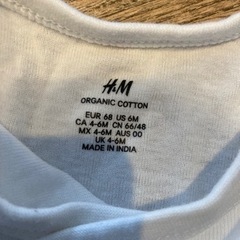 H&M
ORGANIC COTTON
EUR 68 US 6M
CA 4-6M CN 66/48
MX 4-6M AUS 00
UK 4-6M
MADE IN INDIA